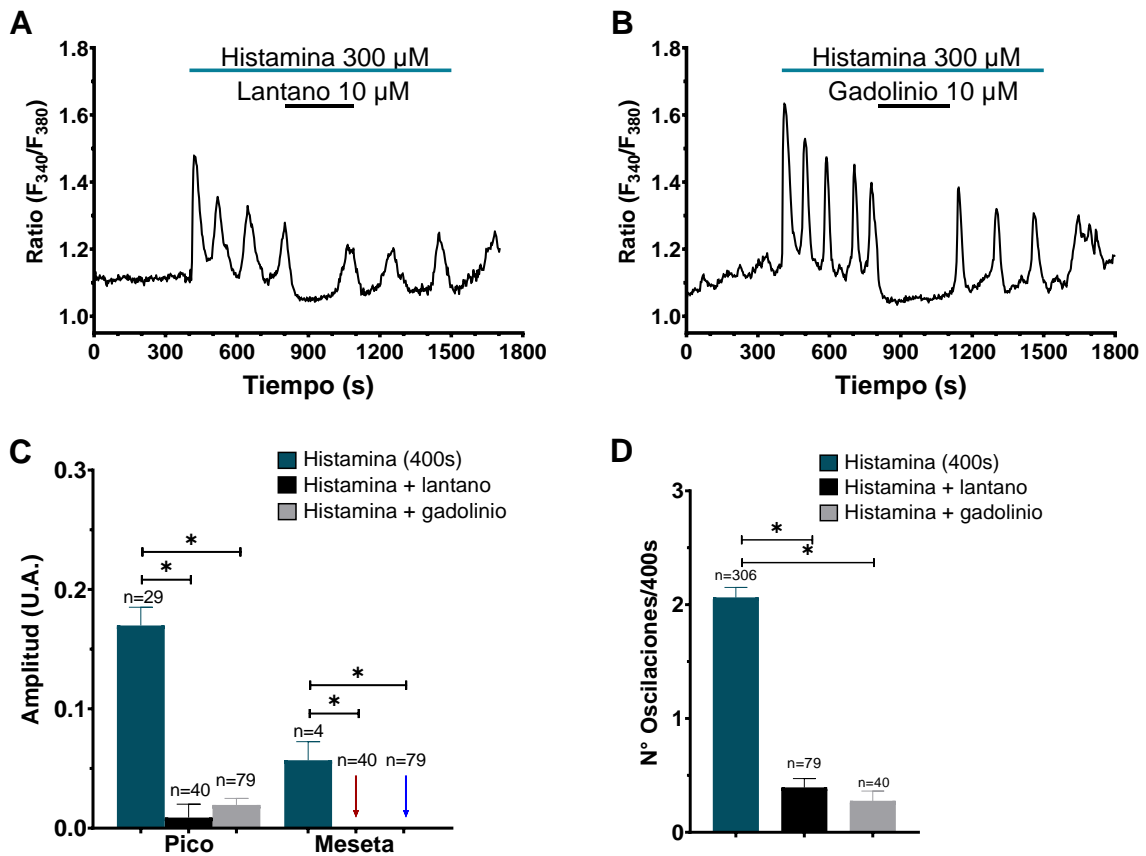 A
Histamina 300 µM
Lantano 10 µM
Ratio (F340/F380)
1.8
1.6
1.4
1.2
1.0
0 300 600 900 1200 1500 1800
Tiempo (s)
B
Histamina 300 µM
Gadolinio 10 µM
Ratio (F340/F380)
1.8
1.6
1.4
1.2
1.0
0 300 600 900 1200 1500 1800
Tiempo (s)
C
Histamina (400s)
Histamina + lantano
Histamina + gadolinio
Amplitud (U.A.)
0.3
0.2
0.1
0.0
*
*
n=29
n=40
n=79
*
*
n=4
n=40
n=79
Pico Meseta
D
Histamina (400s)
Histamina + lantano
Histamina + gadolinio
N° Oscilaciones/400s
3
2
1
0
*
*
n=306
n=79
n=40